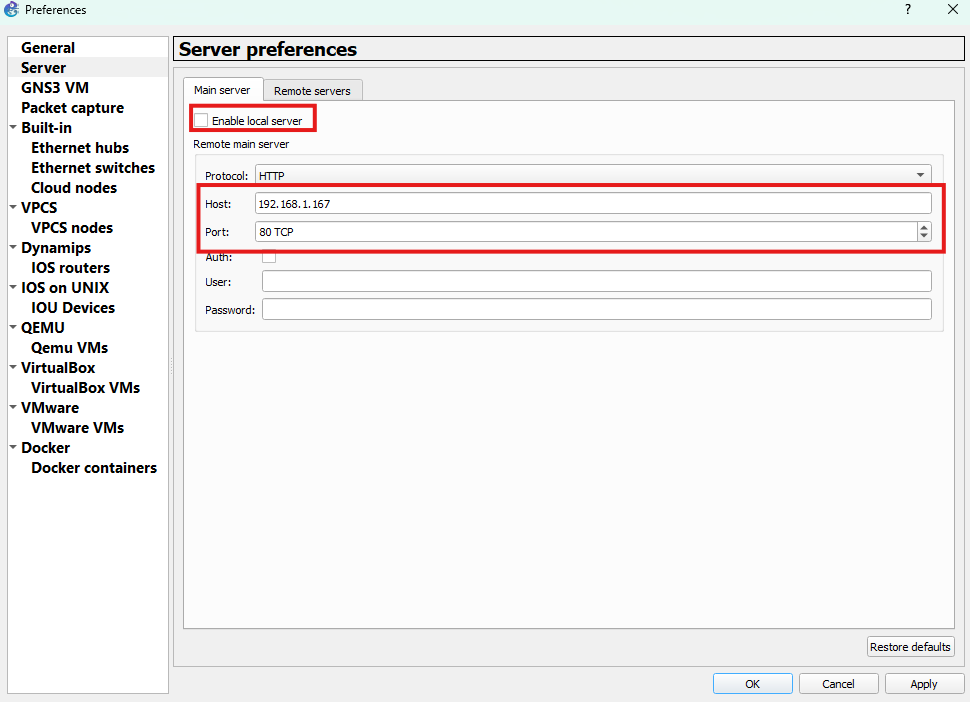 Preferences
?
General
Server
GNS3 VM
Packet capture
Built-in
Ethernet hubs
Ethernet switches
Cloud nodes
VPCS
VPCS nodes
Dynamips
IOS routers
IOS on UNIX
IOU Devices
QEMU
Qemu VMs
VirtualBox
VirtualBox VMs
VMware
VMware VMs
Docker
Docker containers
Server preferences
Main server Remote servers
Enable local server
Remote main server
Protocol: HTTP
Host: 192.168.1.167
Port: 80 TCP
Auth:
User:
Password:
Restore defaults
OK Cancel Apply